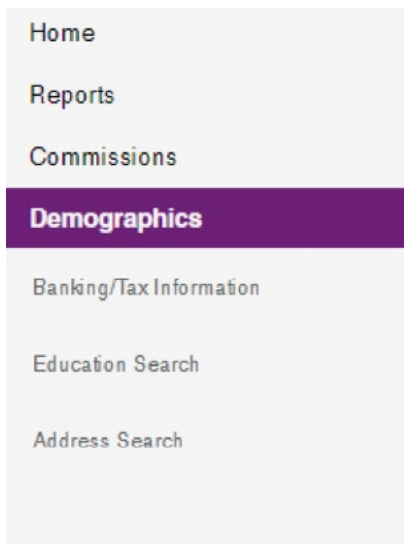 Home
Reports
Commissions
Demographics
Banking/Tax Information
Education Search
Address Search